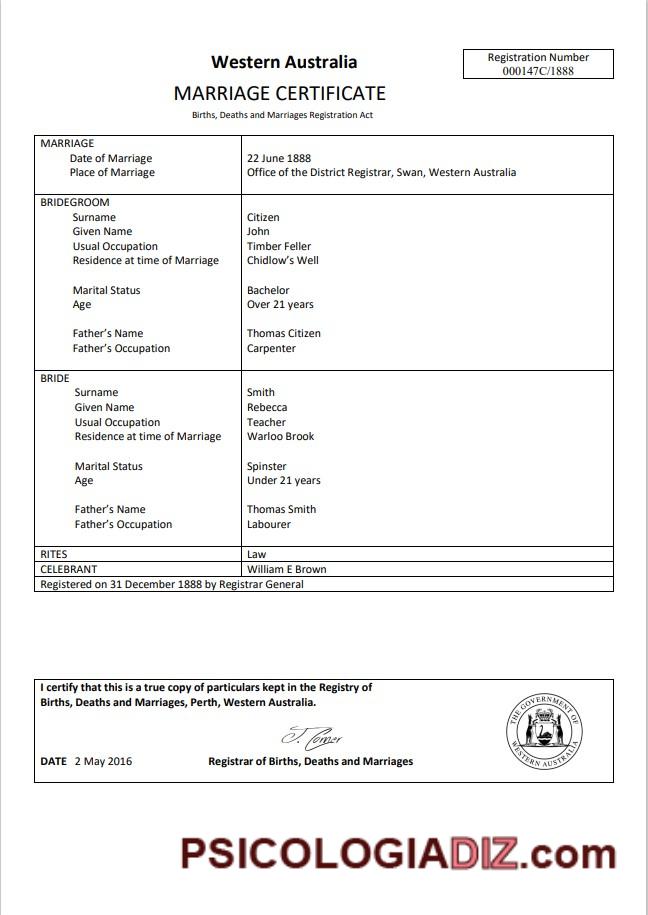 Western Australia
Registration Number
000147C/1888
MARRIAGE CERTIFICATE
Births, Deaths and Marriages Registration Act
MARRIAGE
Date of Marriage 22 June 1888
Place of Marriage Office of the District Registrar, Swan, Western Australia
BRIDEGROOM
Surname Citizen
Given Name John
Usual Occupation Timber Feller
Residence at time of Marriage Chidlow's Well
Marital Status Bachelor
Age Over 21 years
Father's Name Thomas Citizen
Father's Occupation Carpenter
BRIDE
Surname Smith
Given Name Rebecca
Usual Occupation Teacher
Residence at time of Marriage Warloo Brook
Marital Status Spinster
Age Under 21 years
Father's Name Thomas Smith
Father's Occupation Labourer
RITES Law
CELEBRANT William E Brown
Registered on 31 December 1888 by Registrar General
I certify that this is a true copy of particulars kept in the Registry of
Births, Deaths and Marriages, Perth, Western Australia.
THE GOVERNMENT OF
WESTERN AUSTRALIA
DATE 2 May 2016 Registrar of Births, Deaths and Marriages
PSICOLOGIADIZ.com